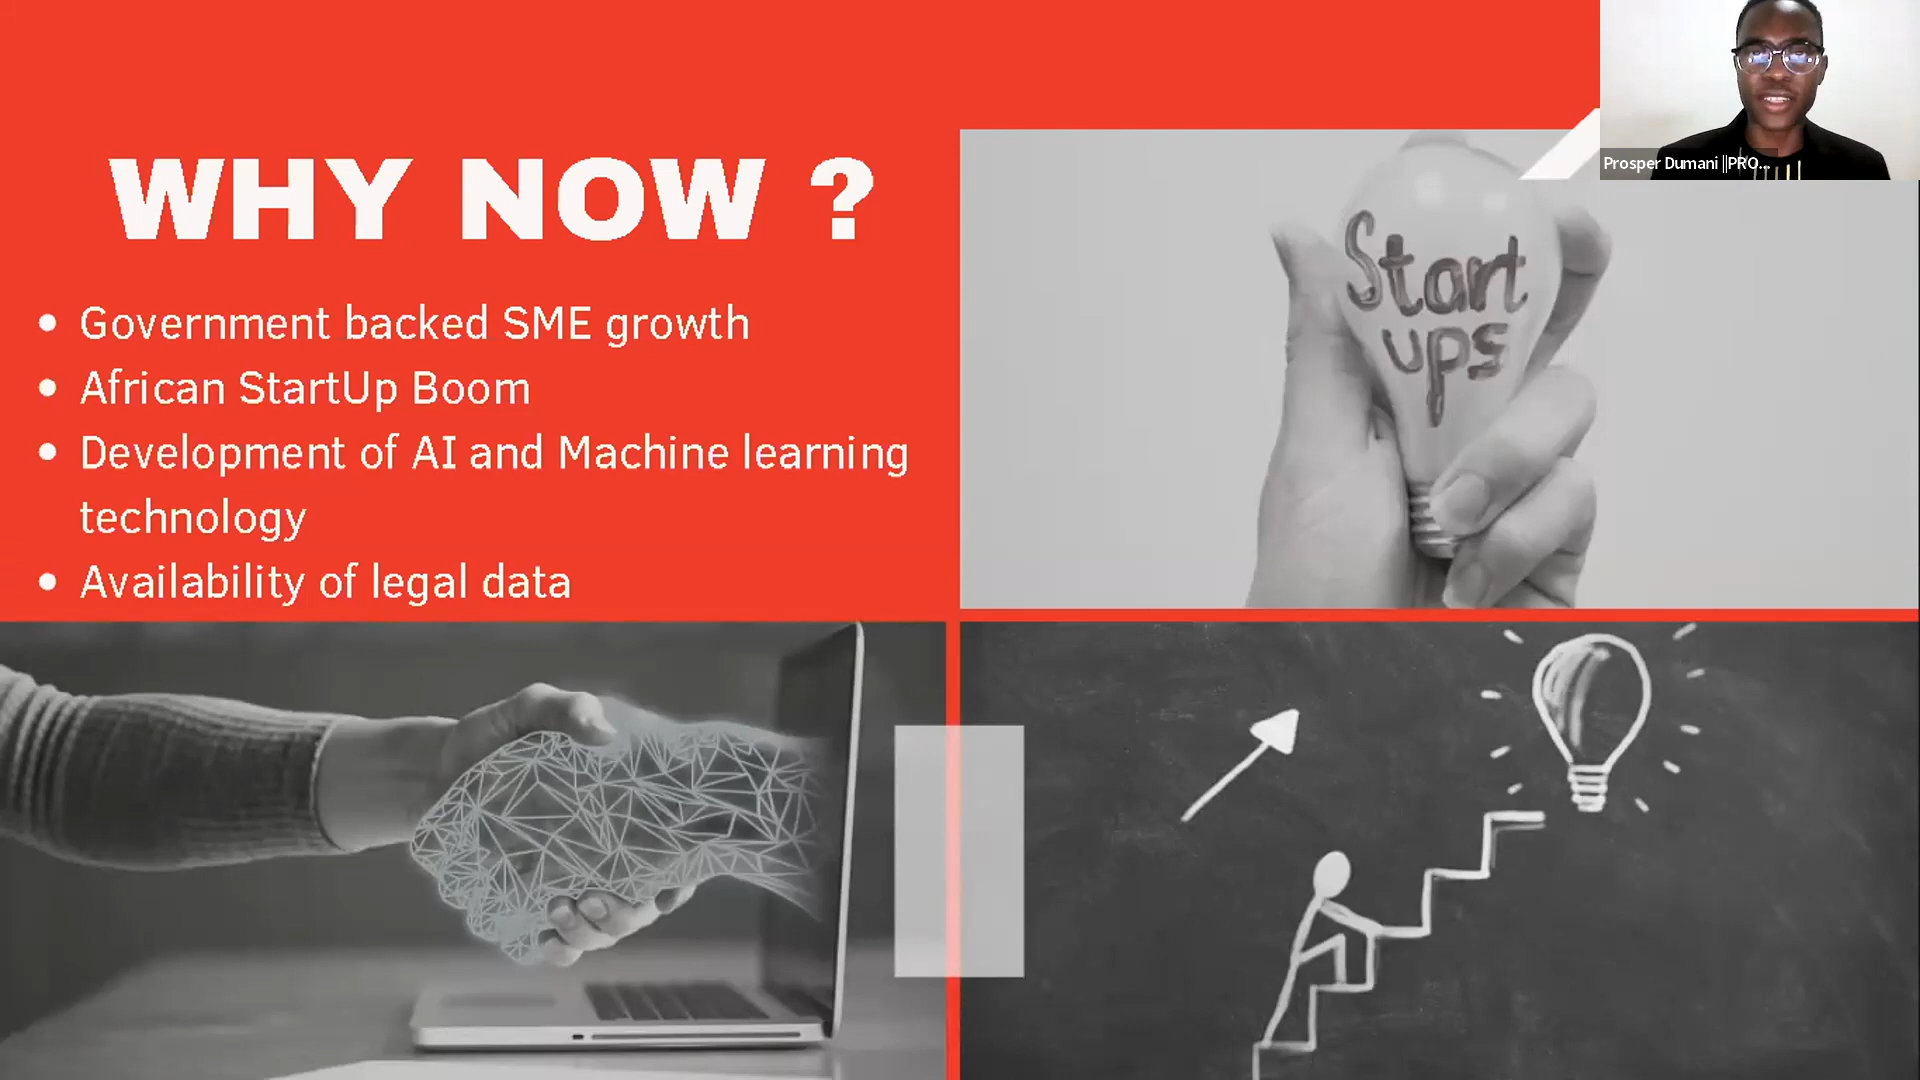 WHY NOW ?
Government backed SME growth
African StartUp Boom
Development of AI and Machine learning
technology
Availability of legal data
Start
ups
Prosper Dumani ||PRO...